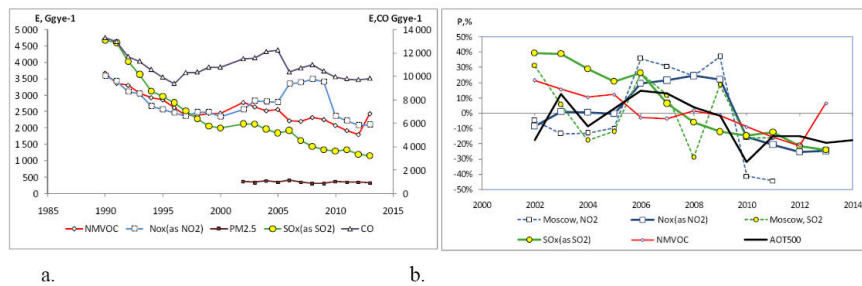 E, Ggye-1 E,CO Ggye-1
5 000 14 000
4 500 12 000
4 000 10 000
3 500 8 000
3 000 6 000
2 500 4 000
2 000 2 000
1 500 0
1 000
500
0
1985 1990 1995 2000 2005 2010 2015
NMVOC Nox(as NO2) PM2.5 SOx(as SO2) CO
a.
P,%
50%
40%
30%
20%
10%
0%
-10%
-20%
-30%
-40%
-50%
2000 2002 2004 2006 2008 2010 2012 2014
Moscow, NO2 Nox(as NO2) Moscow, SO2
SOx(as SO2) NMVOC AOT500
b.